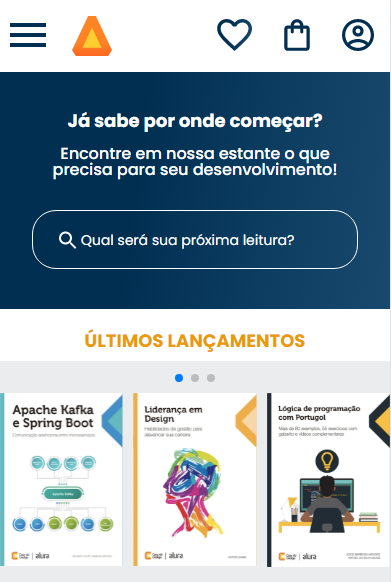 Já sabe por onde começar?
Encontre em nossa estante o que
precisa para seu desenvolvimento!
Qual será sua próxima leitura?
ÚLTIMOS LANÇAMENTOS
Apache Kafka
e Spring Boot
Comunicação assíncrona entre microsserviços
Apache Kafka
alura
Liderança em
Design
Habilidades de gestão para
alavancar sua carreira
alura
Lógica de programação
com Portugol
Mais de 80 exemplos, 55 exercícios com
gabarito e vídeos complementares
alura